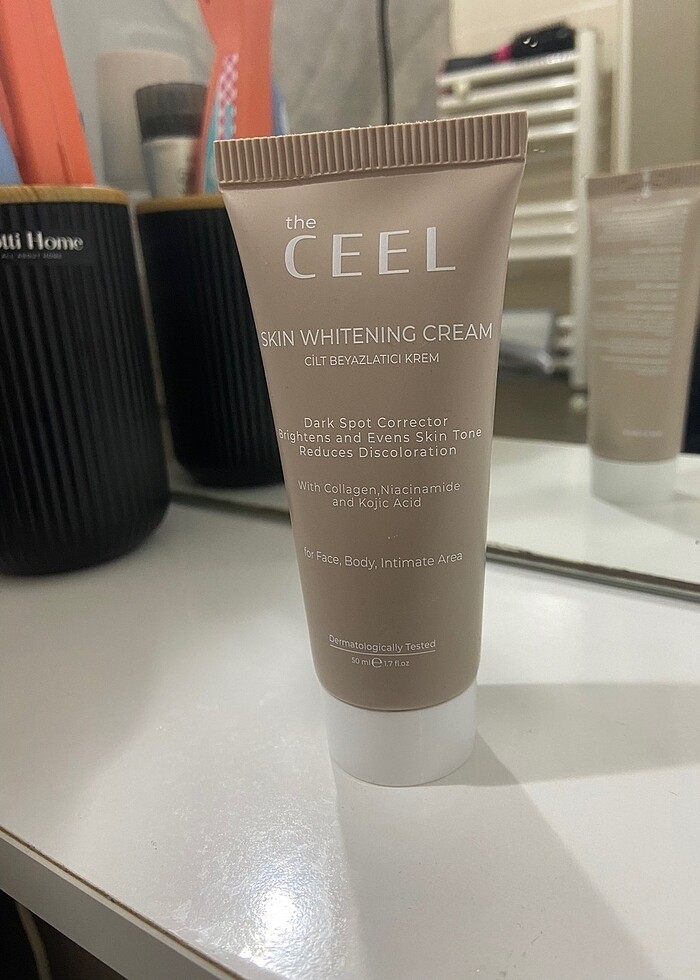 the
CEEL
SKIN WHITENING CREAM
CİLT BEYAZLATICI KREM
Dark Spot Corrector
Brightens and Evens Skin Tone
Reduces Discoloration
With Collagen,Niacinamide
and Kojic Acid
for Face, Body, Intimate Area
Dermatologically Tested
50 ml ℮ 1.7 fl.oz
Home